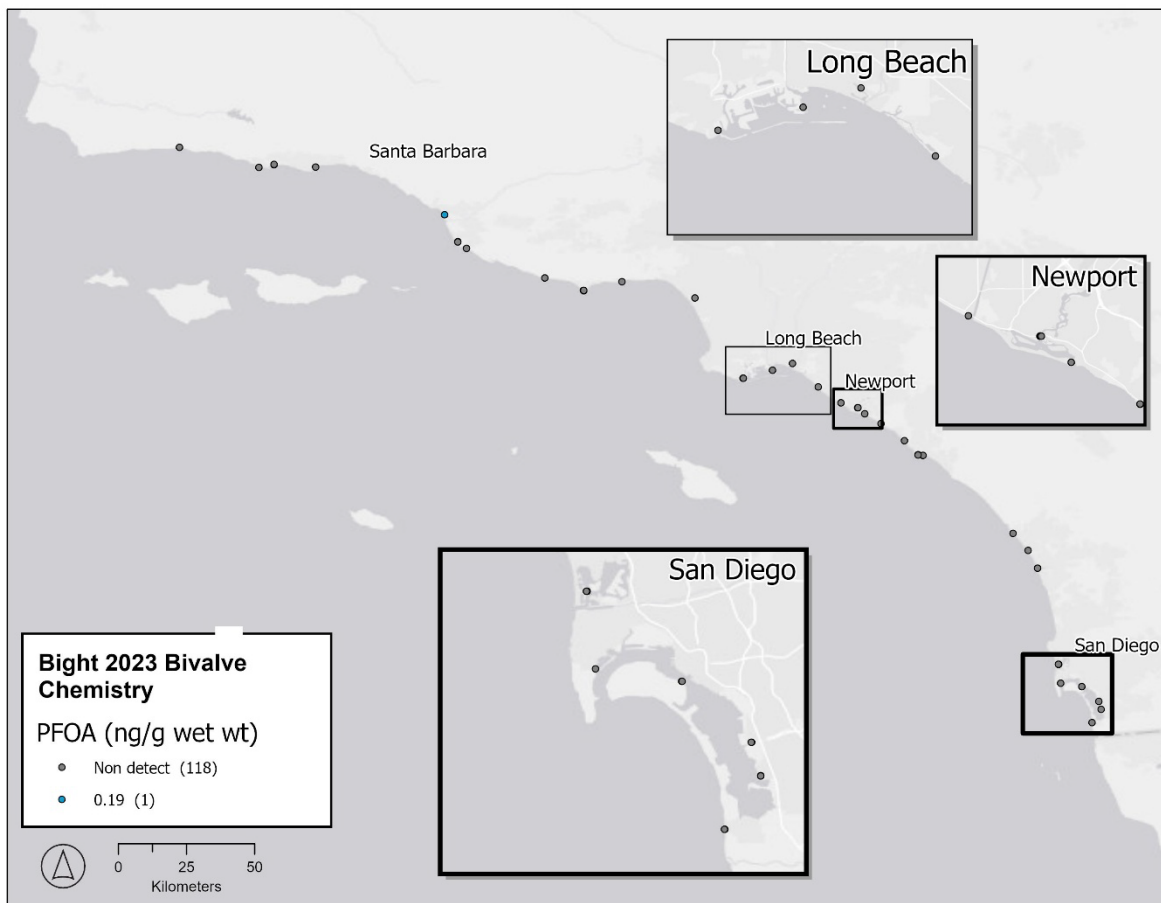 Long Beach
Santa Barbara
Newport
Long Beach
Newport
San Diego
San Diego
Bight 2023 Bivalve
Chemistry
PFOA (ng/g wet wt)
Non detect (118)
0.19 (1)
0 25 50
Kilometers